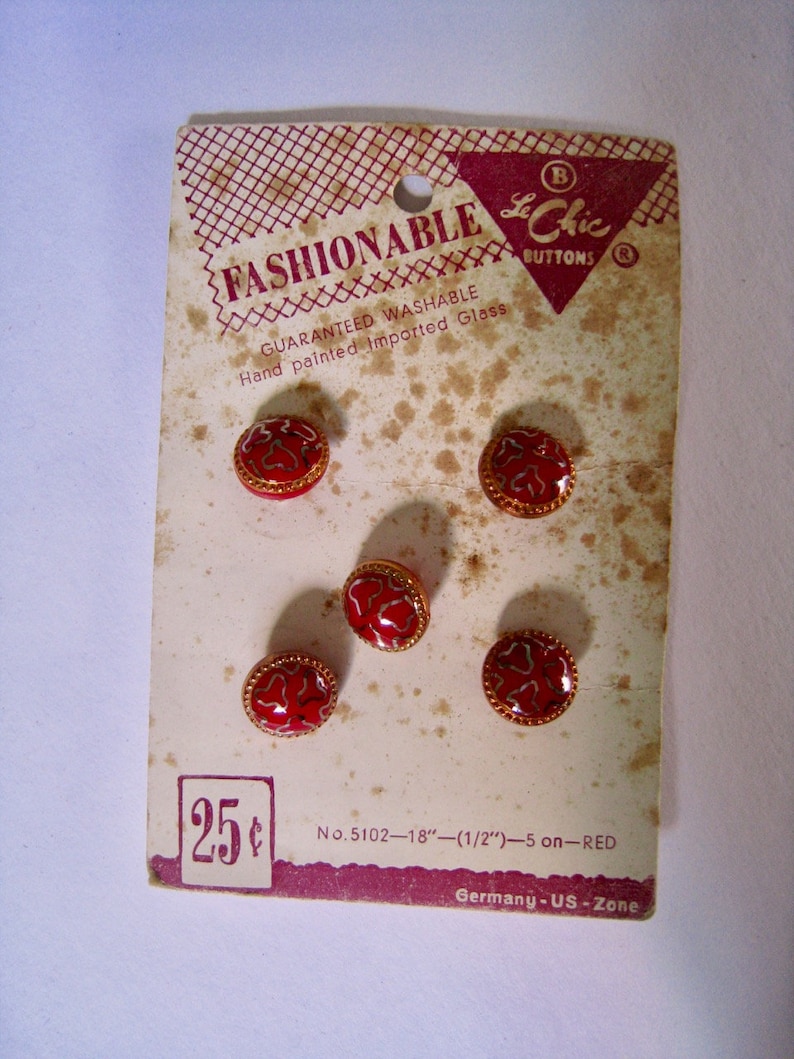 B
Le Chic
BUTTONS ®
FASHIONABLE
GUARANTEED WASHABLE
Hand painted Imported Glass
25¢
No.5102—18"—(1/2")—5 on—RED
Germany - US - Zone